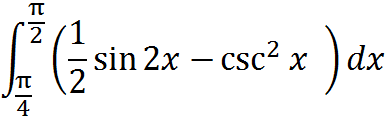 ∫_{π/4}^{π/2} (1/2 sin 2x − csc² x ) dx